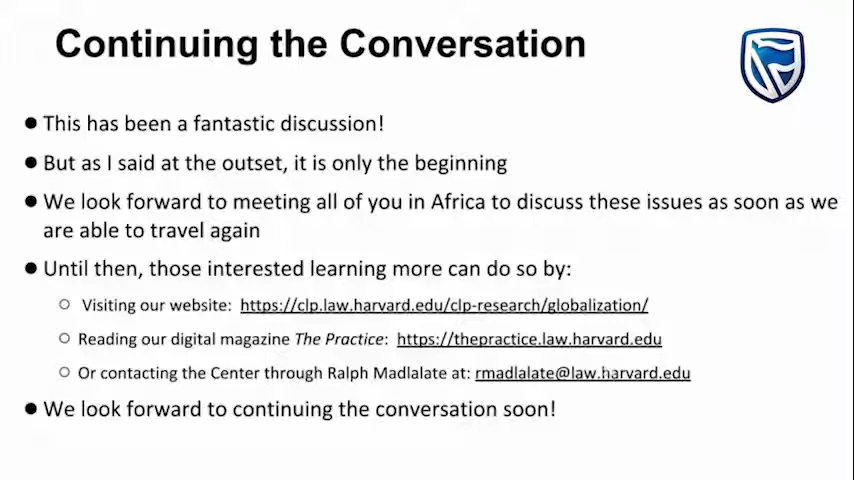 Continuing the Conversation
● This has been a fantastic discussion!
● But as I said at the outset, it is only the beginning
● We look forward to meeting all of you in Africa to discuss these issues as soon as we
are able to travel again
● Until then, those interested learning more can do so by:
○ Visiting our website: https://clp.law.harvard.edu/clp-research/globalization/
○ Reading our digital magazine The Practice: https://thepractice.law.harvard.edu
○ Or contacting the Center through Ralph Madlalate at: rmadlalate@law.harvard.edu
● We look forward to continuing the conversation soon!